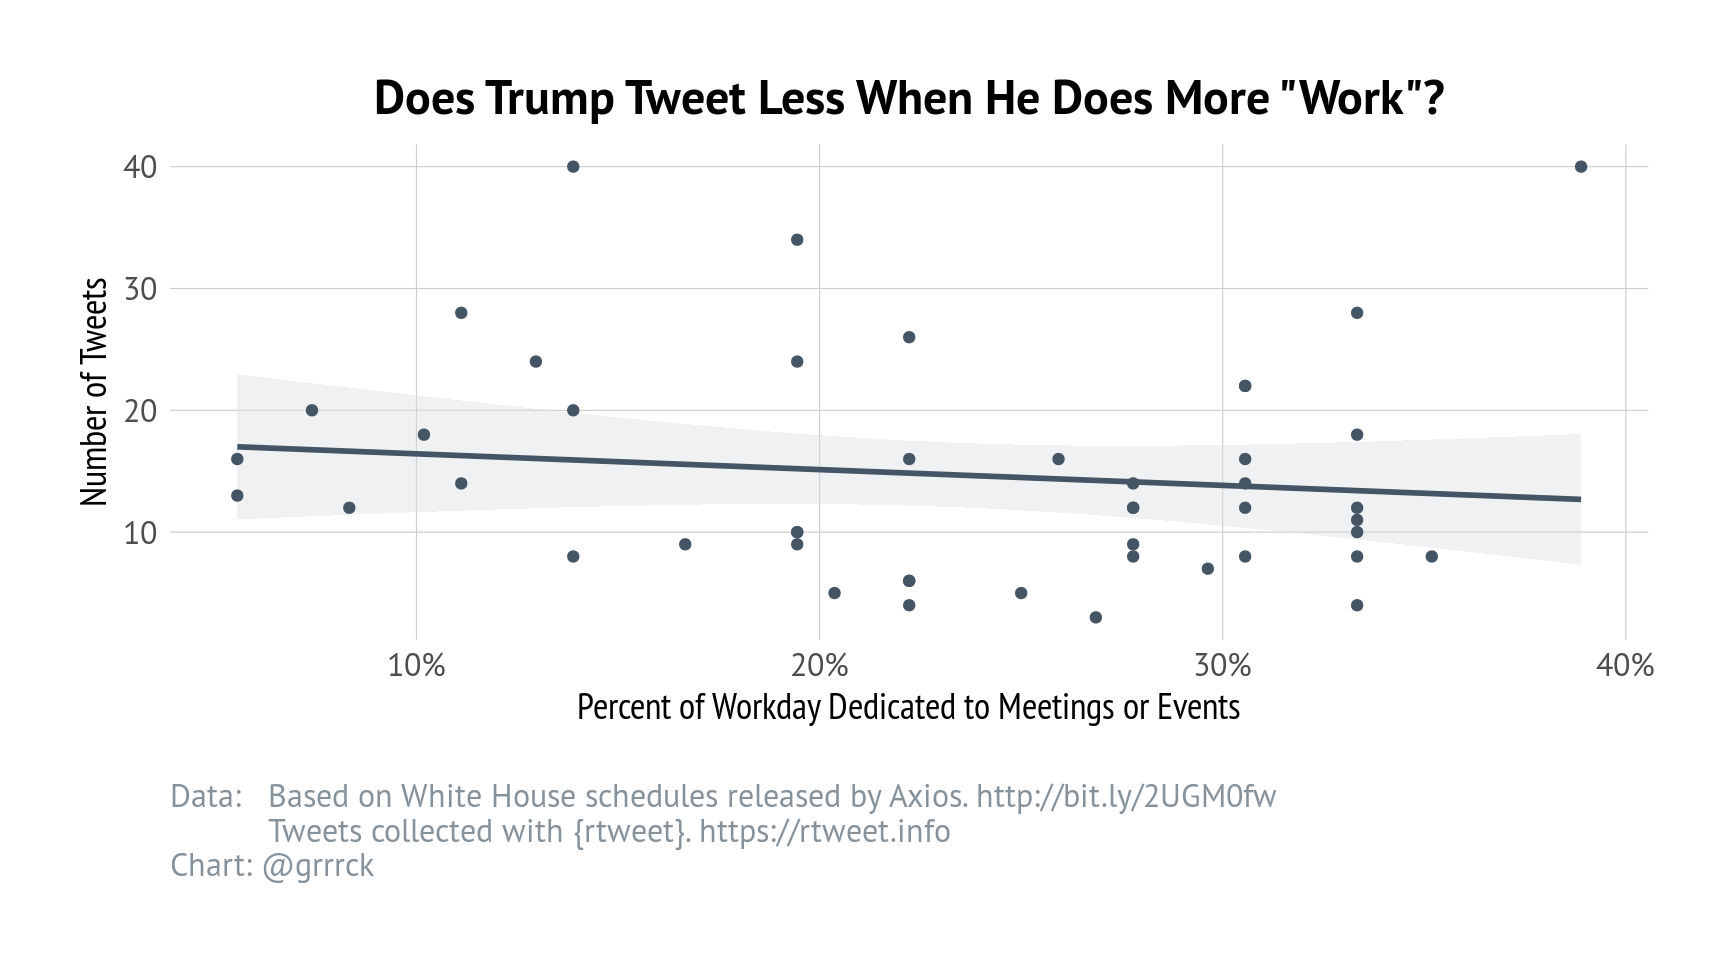 Does Trump Tweet Less When He Does More "Work"?
Number of Tweets
40
30
20
10
10%
20%
30%
40%
Percent of Workday Dedicated to Meetings or Events
Data: Based on White House schedules released by Axios. http://bit.ly/2UGM0fw
Tweets collected with {rtweet}. https://rtweet.info
Chart: @grrrck